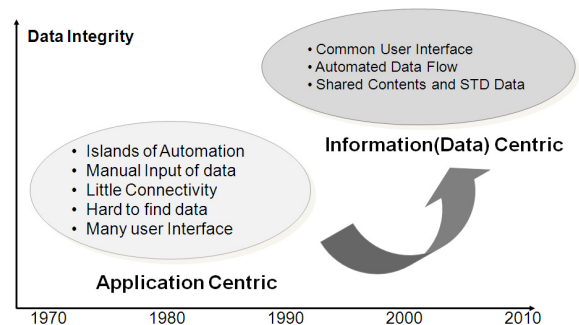 Data Integrity
• Common User Interface
• Automated Data Flow
• Shared Contents and STD Data
Information(Data) Centric
• Islands of Automation
• Manual Input of data
• Little Connectivity
• Hard to find data
• Many user Interface
Application Centric
1970 1980 1990 2000 2010